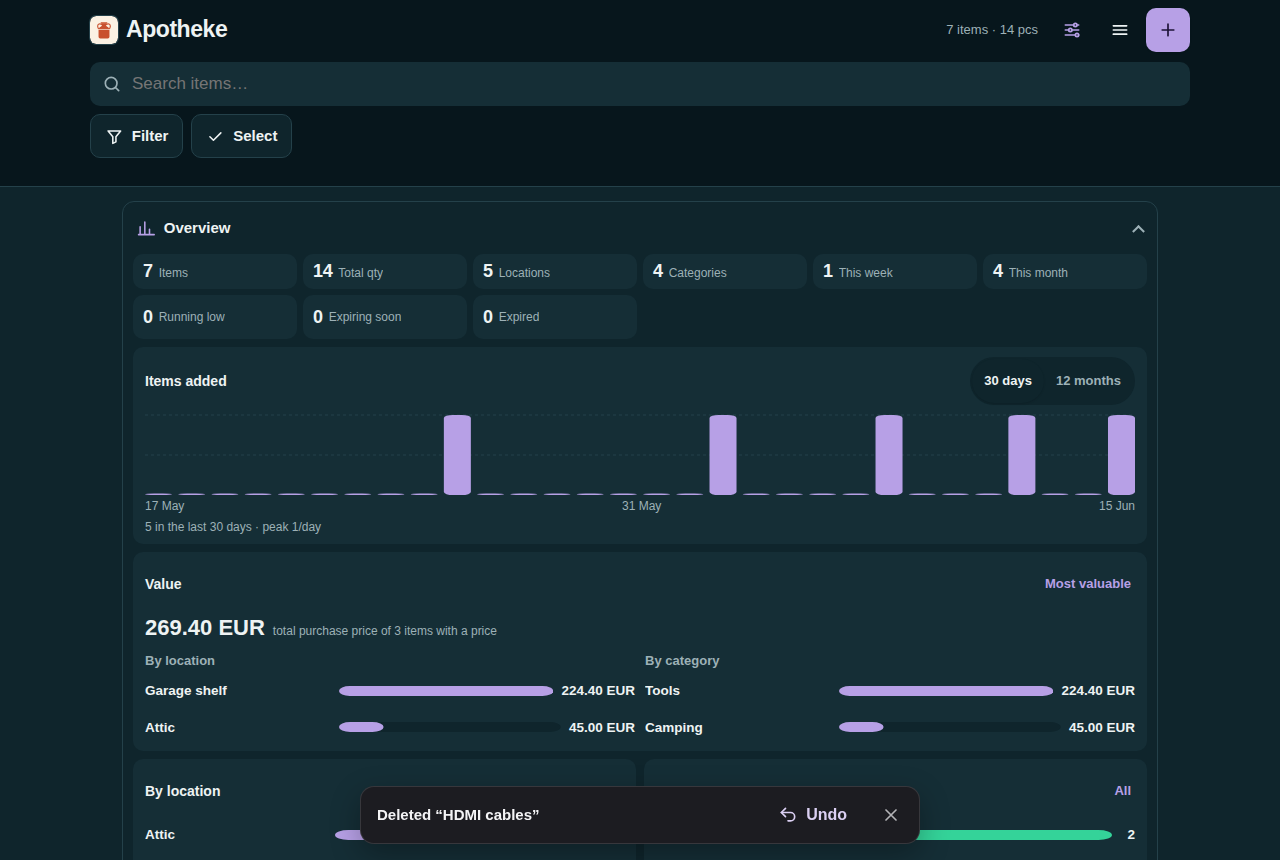 Apotheke
7 items · 14 pcs
Search items…
Filter
Select
Overview
7 Items
14 Total qty
5 Locations
4 Categories
1 This week
4 This month
0 Running low
0 Expiring soon
0 Expired
Items added
30 days
12 months
17 May
31 May
15 Jun
5 in the last 30 days · peak 1/day
Value
Most valuable
269.40 EUR total purchase price of 3 items with a price
By location
By category
Garage shelf 224.40 EUR
Tools 224.40 EUR
Attic 45.00 EUR
Camping 45.00 EUR
By location
All
Deleted “HDMI cables”
Undo
Attic
2